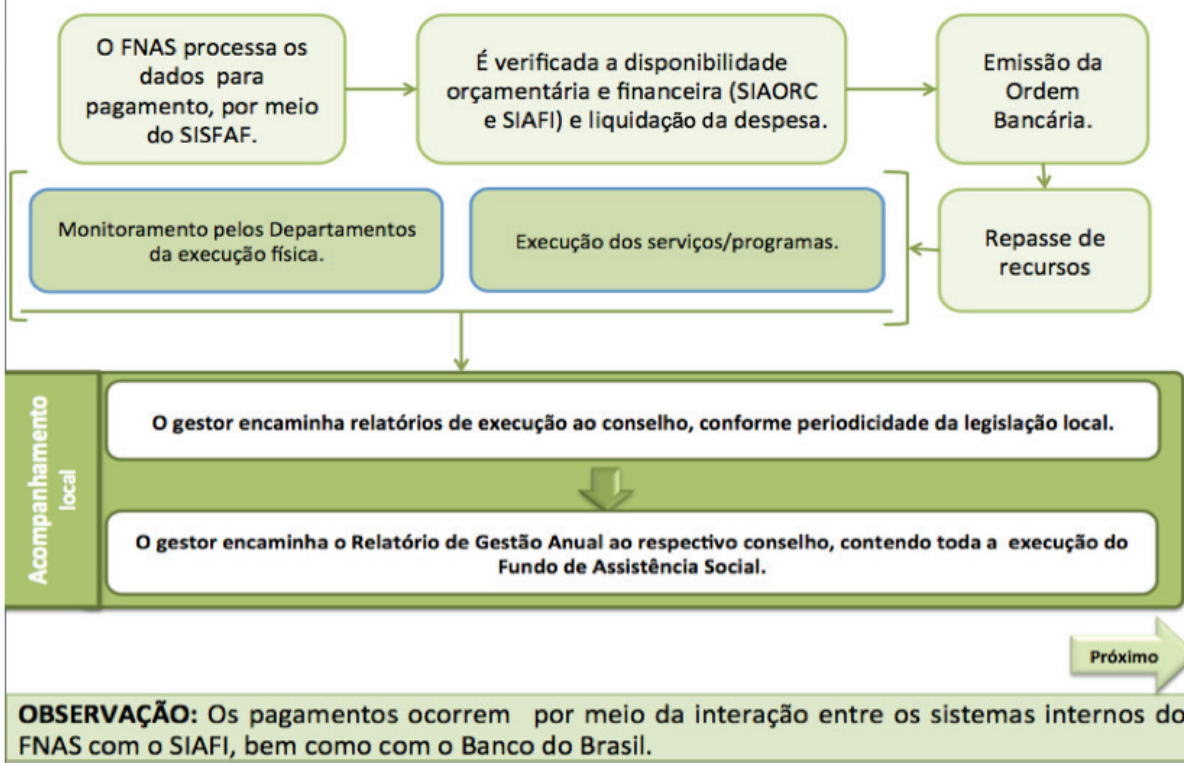 O FNAS processa os
dados para
pagamento, por meio
do SISFAF.
É verificada a disponibilidade
orçamentária e financeira (SIAORC
e SIAFI) e liquidação da despesa.
Emissão da
Ordem
Bancária.
Monitoramento pelos Departamentos
da execução física.
Execução dos serviços/programas.
Repasse de
recursos
Acompanhamento
local
O gestor encaminha relatórios de execução ao conselho, conforme periodicidade da legislação local.
O gestor encaminha o Relatório de Gestão Anual ao respectivo conselho, contendo toda a execução do
Fundo de Assistência Social.
Próximo
OBSERVAÇÃO: Os pagamentos ocorrem por meio da interação entre os sistemas internos do
FNAS com o SIAFI, bem como com o Banco do Brasil.